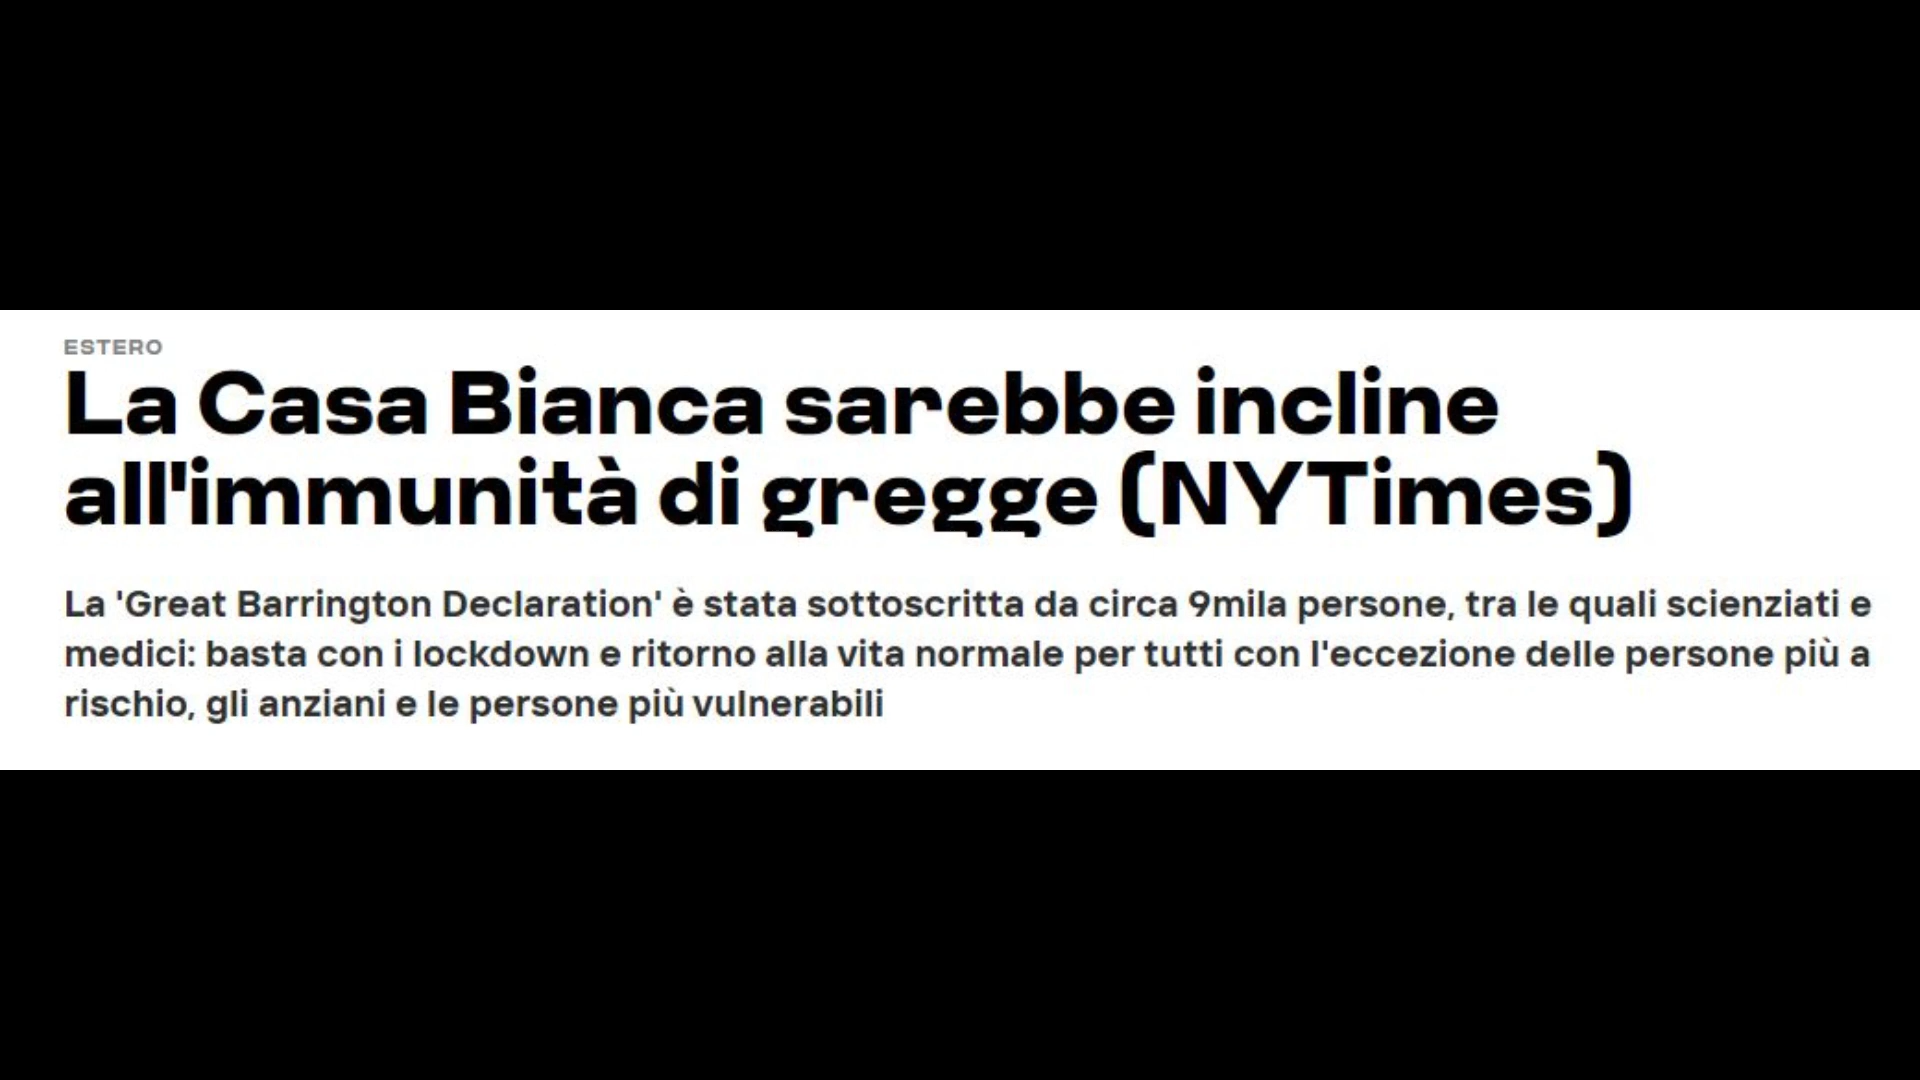 ESTERO
La Casa Bianca sarebbe incline
all'immunità di gregge (NYTimes)
La 'Great Barrington Declaration' è stata sottoscritta da circa 9mila persone, tra le quali scienziati e
medici: basta con i lockdown e ritorno alla vita normale per tutti con l'eccezione delle persone più a
rischio, gli anziani e le persone più vulnerabili